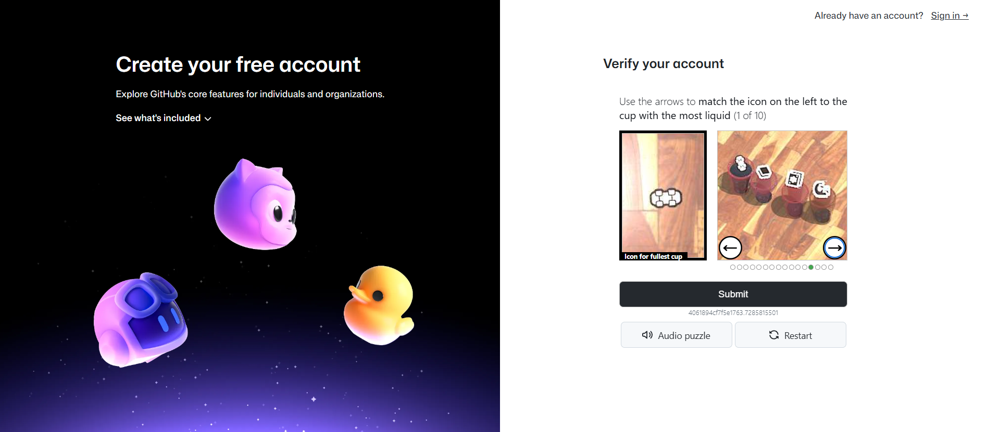 Already have an account? Sign in →
Create your free account
Explore GitHub's core features for individuals and organizations.
See what's included
Verify your account
Use the arrows to match the icon on the left to the
cup with the most liquid (1 of 10)
Icon for fullest cup
Submit
4061894cf7f5e1763.7285815501
Audio puzzle
Restart